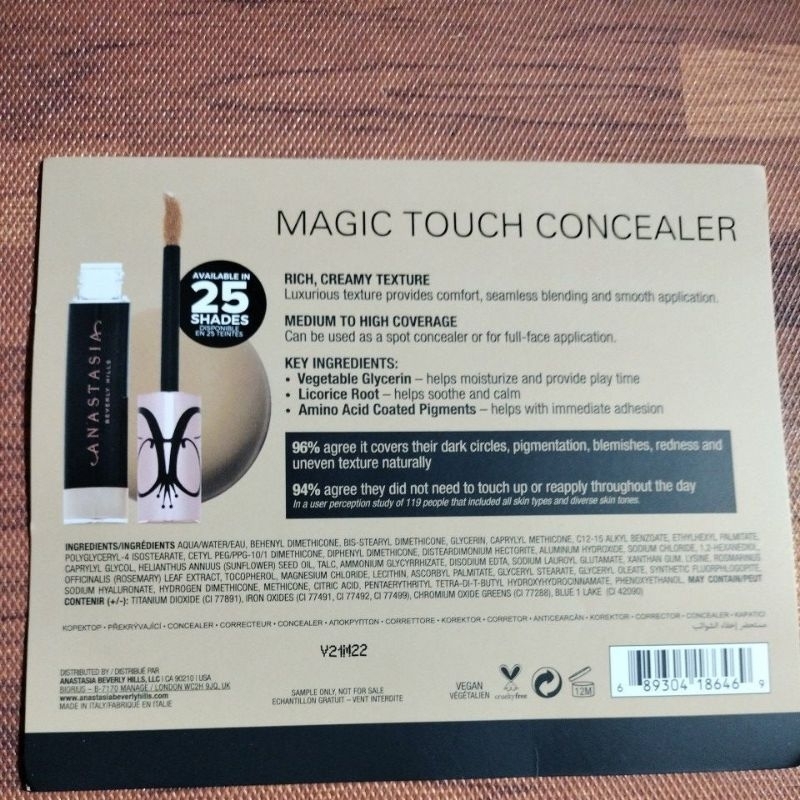 MAGIC TOUCH CONCEALER
AVAILABLE IN
25
SHADES
DISPONIBLE
EN 25 TEINTES
ANASTASIA
BEVERLY HILLS
RICH, CREAMY TEXTURE
Luxurious texture provides comfort, seamless blending and smooth application.
MEDIUM TO HIGH COVERAGE
Can be used as a spot concealer or for full-face application.
KEY INGREDIENTS:
• Vegetable Glycerin – helps moisturize and provide play time
• Licorice Root – helps soothe and calm
• Amino Acid Coated Pigments – helps with immediate adhesion
96% agree it covers their dark circles, pigmentation, blemishes, redness and
uneven texture naturally
94% agree they did not need to touch up or reapply throughout the day
In a user perception study of 119 people that included all skin types and diverse skin tones.
INGREDIENTS/INGRÉDIENTS AQUA/WATER/EAU, BEHENYL DIMETHICONE, BIS-STEARYL DIMETHICONE, GLYCERIN, CAPRYLYL METHICONE, C12-15 ALKYL BENZOATE, ETHYLHEXYL PALMITATE,
POLYGLYCERYL-4 ISOSTEARATE, CETYL PEG/PPG-10/1 DIMETHICONE, DIPHENYL DIMETHICONE, DISTEARDIMONIUM HECTORITE, ALUMINUM HYDROXIDE, SODIUM CHLORIDE, 1,2-HEXANEDIOL,
CAPRYLYL GLYCOL, HELIANTHUS ANNUUS (SUNFLOWER) SEED OIL, TALC, AMMONIUM GLYCYRRHIZATE, DISODIUM EDTA, SODIUM LAUROYL GLUTAMATE, XANTHAN GUM, LYSINE, ROSMARINUS
OFFICINALIS (ROSEMARY) LEAF EXTRACT, TOCOPHEROL, MAGNESIUM CHLORIDE, LECITHIN, ASCORBYL PALMITATE, GLYCERYL STEARATE, GLYCERYL OLEATE, SYNTHETIC FLUORPHLOGOPITE,
SODIUM HYALURONATE, HYDROGEN DIMETHICONE, METHICONE, CITRIC ACID, PENTAERYTHRITYL TETRA-DI-T-BUTYL HYDROXYHYDROCINNAMATE, PHENOXYETHANOL. MAY CONTAIN/PEUT
CONTENIR (+/-): TITANIUM DIOXIDE (CI 77891), IRON OXIDES (CI 77491, CI 77492, CI 77499), CHROMIUM OXIDE GREENS (CI 77288), BLUE 1 LAKE (CI 42090)
КОРЕКТОР - PŘEKRÝVAJÍCÍ - CONCEALER - CORRECTEUR - CONCEALER - ΑΠΟΚΡΥΠΤΟΝ - CORRETTORE - KOREKTOR - CORRETOR - ANTICEARCĂN - KOREKTOR - CORRECTOR - CONCEALER - KAPATICI
مستحضر إخفاء الشوائب
Y21M22
DISTRIBUTED BY / DISTRIBUÉ PAR
ANASTASIA BEVERLY HILLS, LLC | CA 90210 | USA
BIORIUS – B-7170 MANAGE / LONDON WC2H 9JQ, UK
www.anastasiabeverlyhills.com
MADE IN ITALY/FABRIQUÉ EN ITALIE
SAMPLE ONLY, NOT FOR SALE
ECHANTILLON GRATUIT – VENT INTERDITE
VEGAN
VÉGÉTALIEN
crueltyfree
12M
6 89304 18646 9